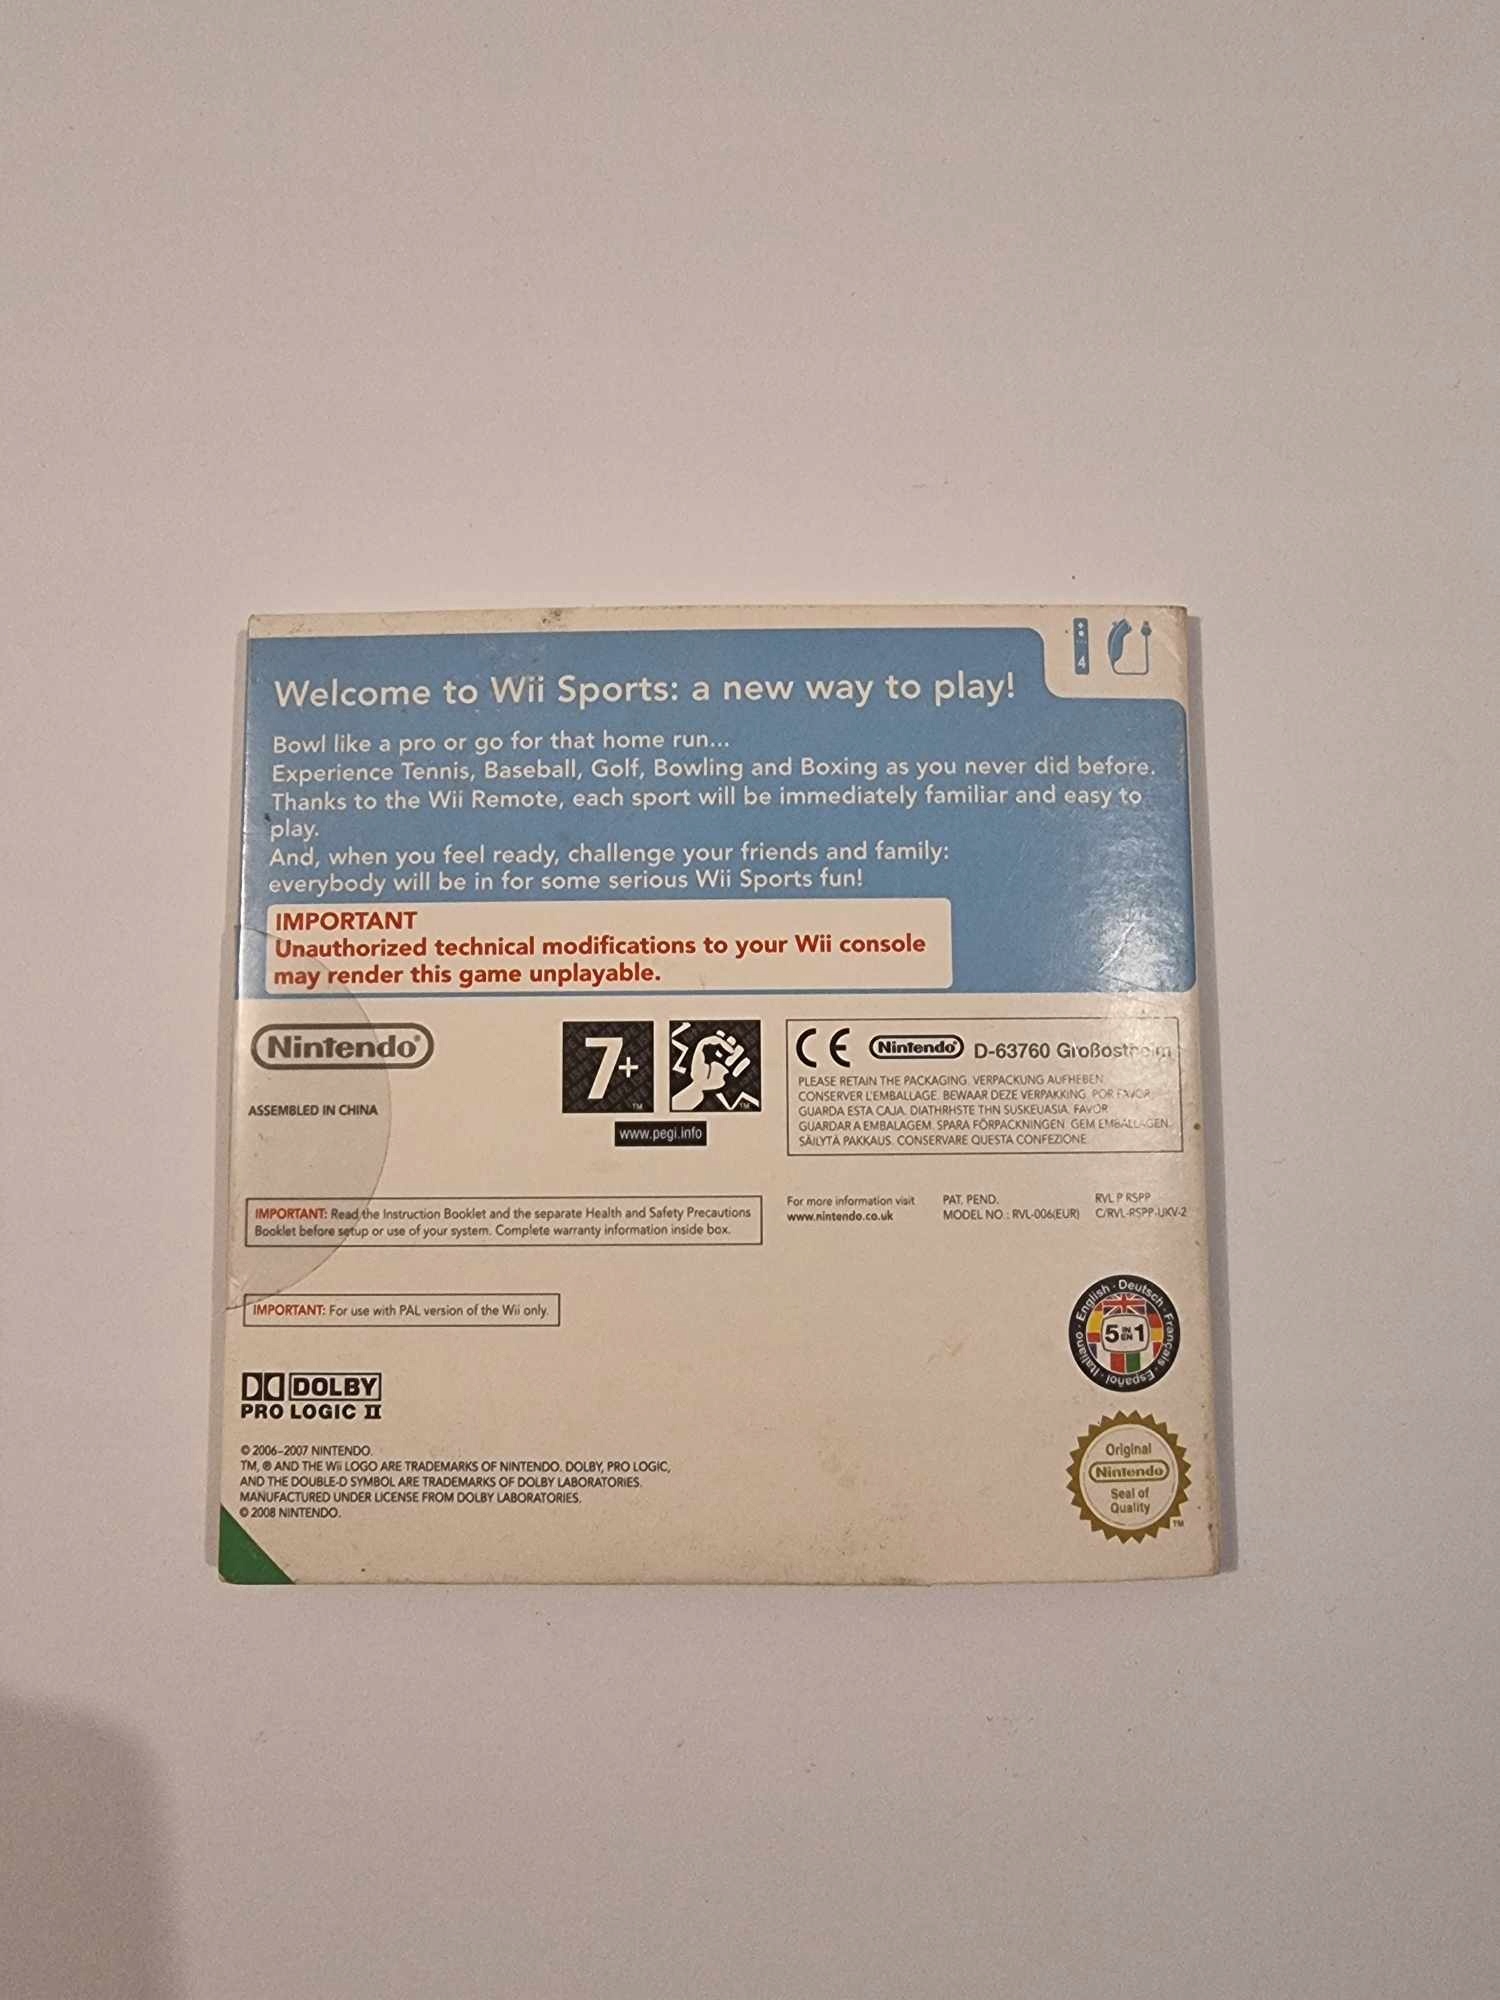 4
Welcome to Wii Sports: a new way to play!
Bowl like a pro or go for that home run...
Experience Tennis, Baseball, Golf, Bowling and Boxing as you never did before.
Thanks to the Wii Remote, each sport will be immediately familiar and easy to
play.
And, when you feel ready, challenge your friends and family:
everybody will be in for some serious Wii Sports fun!
IMPORTANT
Unauthorized technical modifications to your Wii console
may render this game unplayable.
Nintendo®
ASSEMBLED IN CHINA
7+
TM
TM
www.pegi.info
CE Nintendo® D-63760 Großostheim
PLEASE RETAIN THE PACKAGING. VERPACKUNG AUFHEBEN.
CONSERVER L'EMBALLAGE. BEWAAR DEZE VERPAKKING. POR FAVOR
GUARDA ESTA CAJA. DIATHRHSTE THN SUSKEUASIA. FAVOR
GUARDAR A EMBALAGEM. SPARA FÖRPACKNINGEN. GEM EMBALLAGEN.
SÄILYTÄ PAKKAUS. CONSERVARE QUESTA CONFEZIONE.
IMPORTANT: Read the Instruction Booklet and the separate Health and Safety Precautions
Booklet before setup or use of your system. Complete warranty information inside box.
For more information visit
www.nintendo.co.uk
PAT. PEND.
MODEL NO.: RVL-006(EUR)
RVL P RSPP
C/RVL-RSPP-UKV-2
IMPORTANT: For use with PAL version of the Wii only.
English · Deutsch · Français · Español · Italiano ·
5 IN EN 1
DOLBY
PRO LOGIC II
Original
Nintendo®
Seal of
Quality
TM
© 2006–2007 NINTENDO.
TM, ® AND THE Wii LOGO ARE TRADEMARKS OF NINTENDO. DOLBY, PRO LOGIC,
AND THE DOUBLE-D SYMBOL ARE TRADEMARKS OF DOLBY LABORATORIES.
MANUFACTURED UNDER LICENSE FROM DOLBY LABORATORIES.
© 2008 NINTENDO.